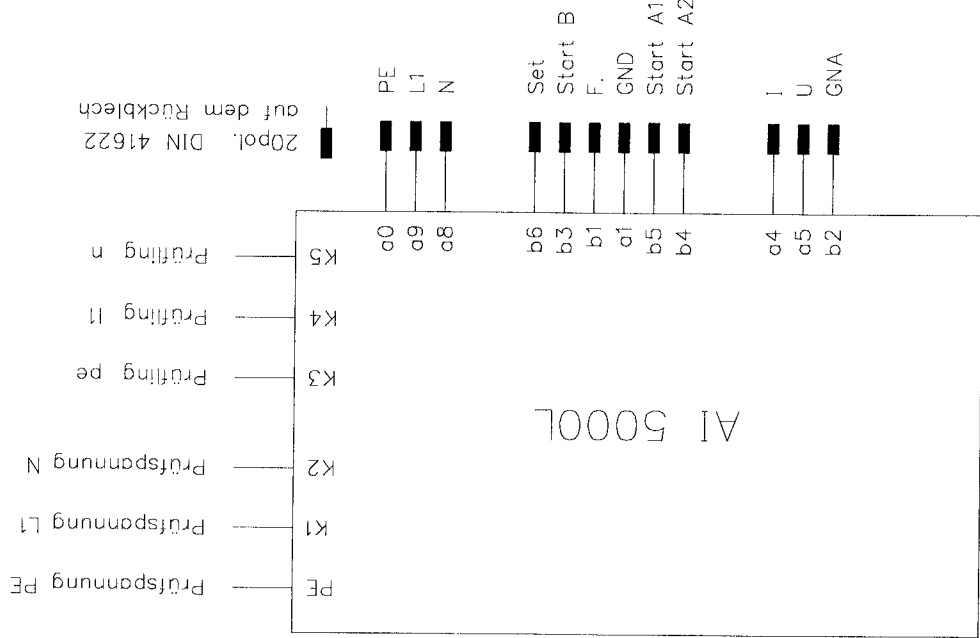 AI 5000L
PE Prüfspannung PE
K1 Prüfspannung L1
K2 Prüfspannung N
K3 Prüfling pe
K4 Prüfling l1
K5 Prüfling n
20pol. DIN 41622
auf dem Rückblech
a0 PE
a9 L1
a8 N
b6 Set
b3 Start B
b1 F.
a1 GND
b5 Start A1
b4 Start A2
a4 I
a5 U
b2 GNA